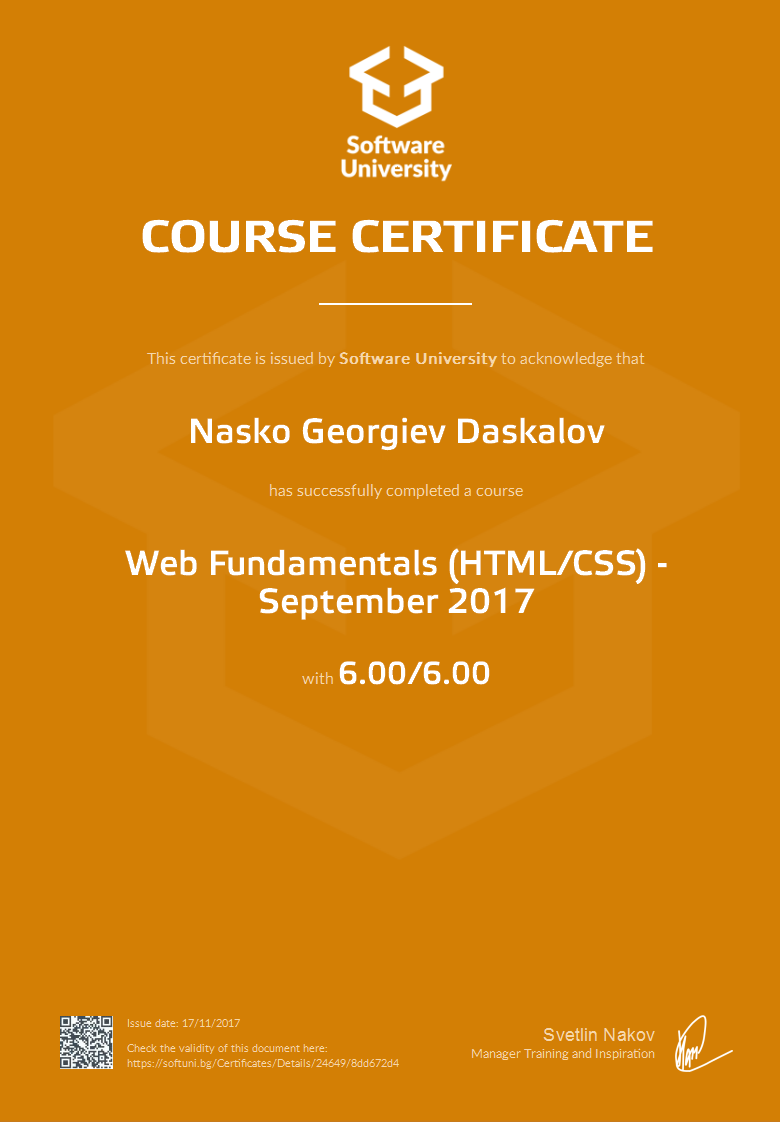 Software
University
COURSE CERTIFICATE
This certificate is issued by Software University to acknowledge that
Nasko Georgiev Daskalov
has successfully completed a course
Web Fundamentals (HTML/CSS) -
September 2017
with 6.00/6.00
Issue date: 17/11/2017
Check the validity of this document here:
https://softuni.bg/Certificates/Details/24649/8dd672d4
Svetlin Nakov
Manager Training and Inspiration